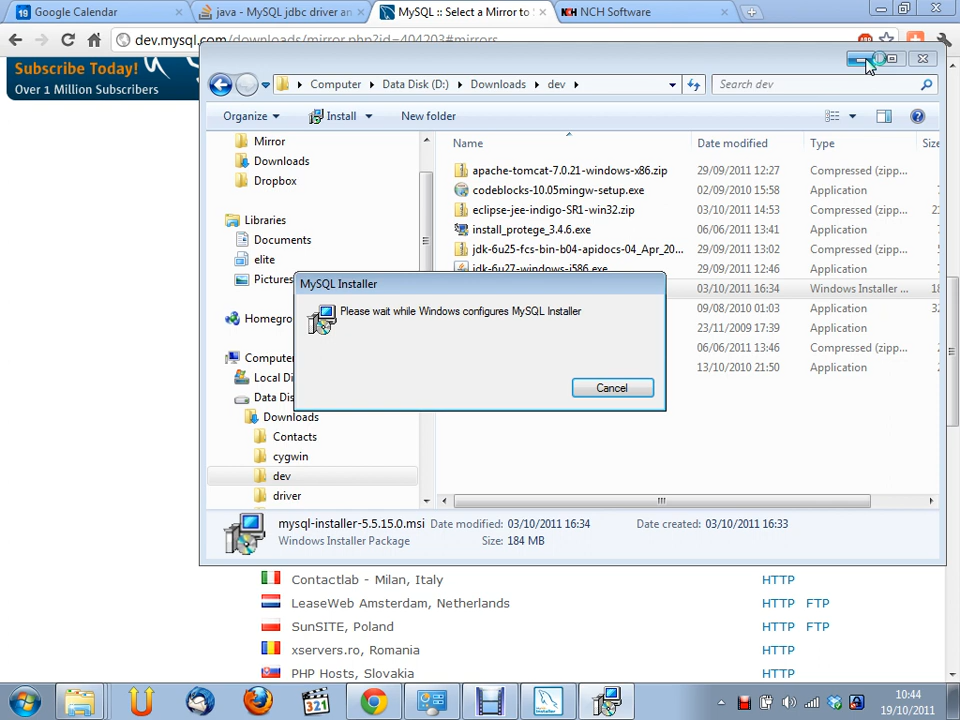 19 Google Calendar
java - MySQL jdbc driver an
MySQL :: Select a Mirror to
NCH NCH Software
dev.mysql.com/downloads/mirror.php?id=404203#mirrors
Subscribe Today!
Over 1 Million Subscribers
Computer Data Disk (D:) Downloads dev
Search dev
Organize Install New folder
Mirror
Downloads
Dropbox
Libraries
Documents
elite
Pictures
Homegro
Computer
Local Di
Data Dis
Downloads
Contacts
cygwin
dev
driver
Name Date modified Type Size
apache-tomcat-7.0.21-windows-x86.zip 29/09/2011 12:27 Compressed (zipp...
codeblocks-10.05mingw-setup.exe 02/09/2010 15:58 Application
eclipse-jee-indigo-SR1-win32.zip 03/10/2011 14:53 Compressed (zipp...
install_protege_3.4.6.exe 06/06/2011 13:41 Application
jdk-6u25-fcs-bin-b04-apidocs-04_Apr_20... 29/09/2011 13:02 Compressed (zipp...
jdk-6u27-windows-i586.exe 29/09/2011 12:46 Application
03/10/2011 16:34 Windows Installer ... 18
09/08/2010 01:03 Application
23/11/2009 17:39 Application
06/06/2011 13:46 Compressed (zipp...
13/10/2010 21:50 Application
MySQL Installer
Please wait while Windows configures MySQL Installer
Cancel
mysql-installer-5.5.15.0.msi Date modified: 03/10/2011 16:34 Date created: 03/10/2011 16:33
Windows Installer Package Size: 184 MB
Contactlab - Milan, Italy HTTP
LeaseWeb Amsterdam, Netherlands HTTP FTP
SunSITE, Poland HTTP FTP
xservers.ro, Romania HTTP
PHP Hosts, Slovakia HTTP
321
10:44
19/10/2011